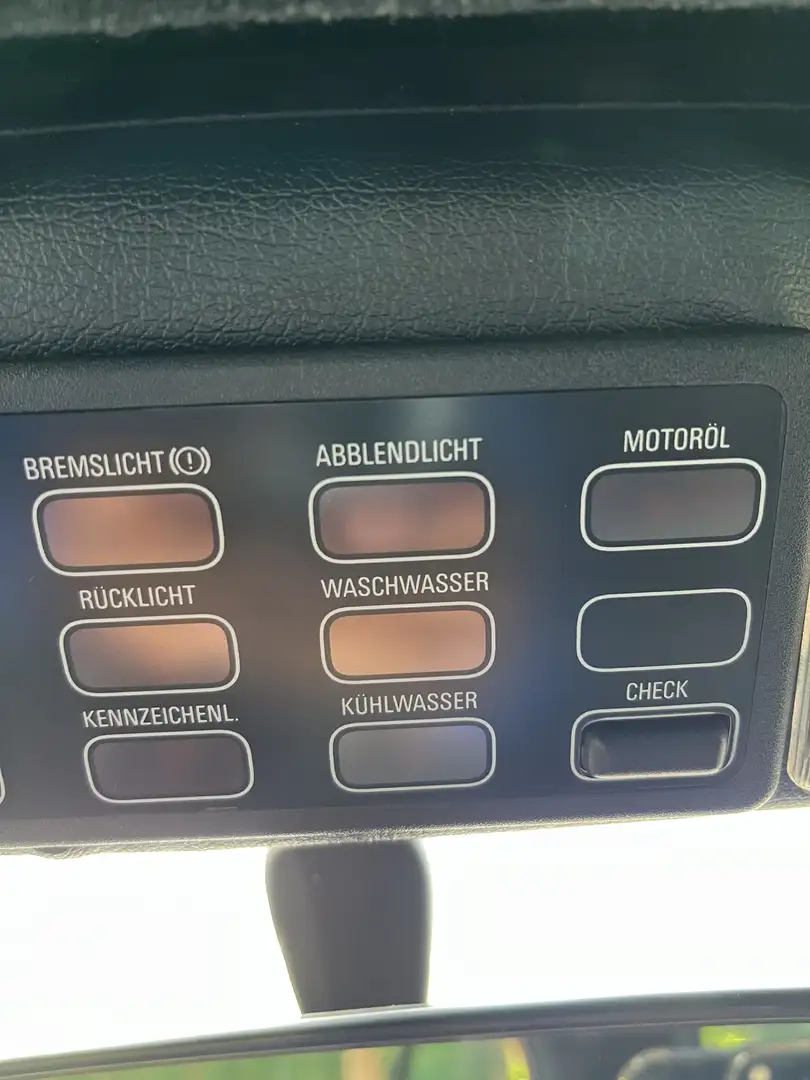 BREMSLICHT (!)
ABBLENDLICHT
MOTORÖL
RÜCKLICHT
WASCHWASSER
KENNZEICHENL.
KÜHLWASSER
CHECK